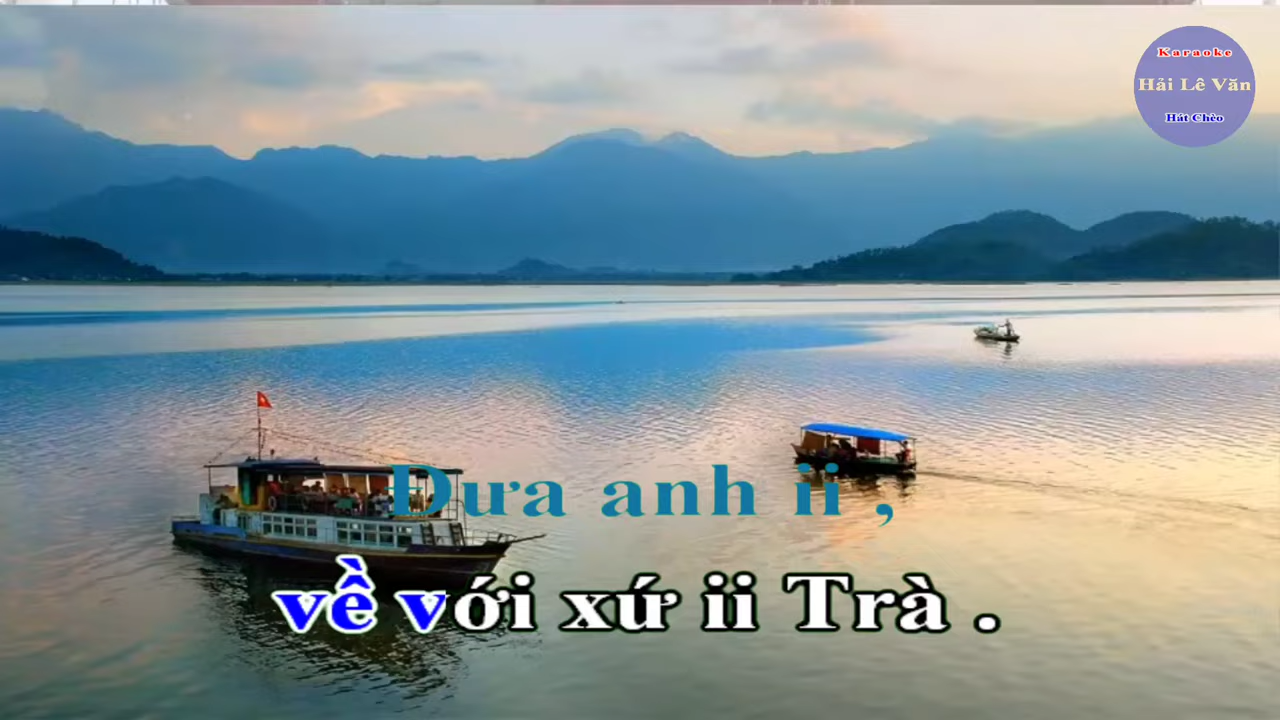 Karaoke
Hải Lê Văn
Hát Chèo
Đưa anh ii ,
về với xứ ii Trà .